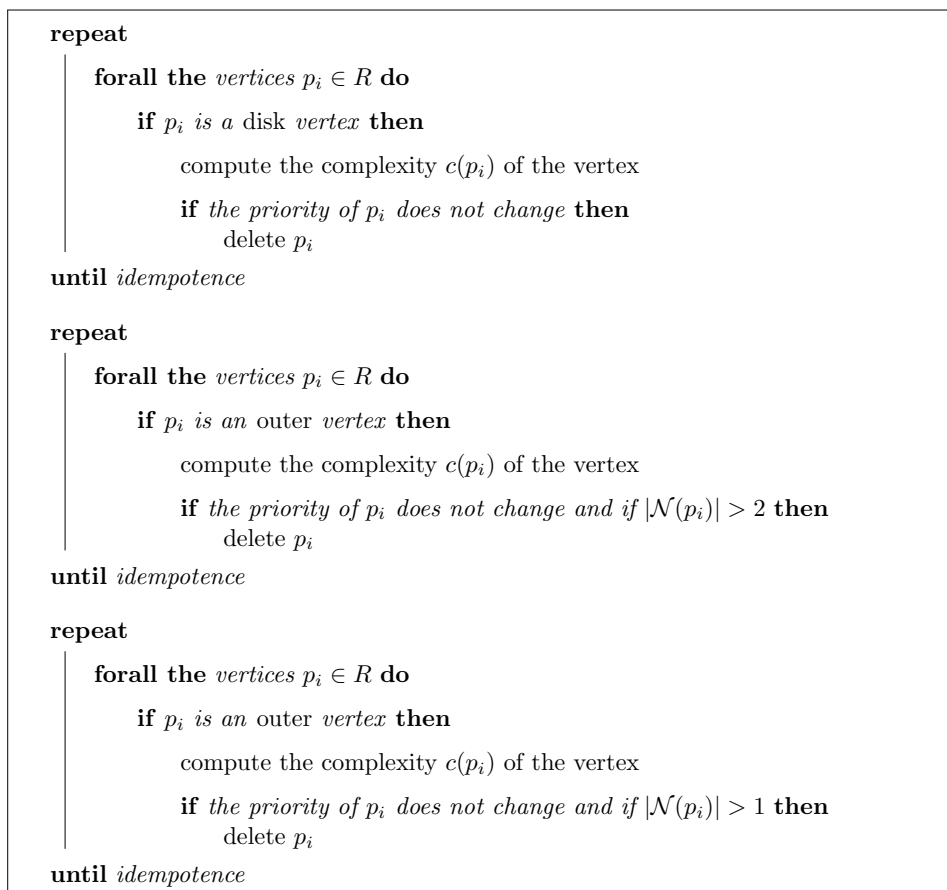 repeat
forall the vertices p_i ∈ R do
if p_i is a disk vertex then
compute the complexity c(p_i) of the vertex
if the priority of p_i does not change then
delete p_i
until idempotence
repeat
forall the vertices p_i ∈ R do
if p_i is an outer vertex then
compute the complexity c(p_i) of the vertex
if the priority of p_i does not change and if |𝒩(p_i)| > 2 then
delete p_i
until idempotence
repeat
forall the vertices p_i ∈ R do
if p_i is an outer vertex then
compute the complexity c(p_i) of the vertex
if the priority of p_i does not change and if |𝒩(p_i)| > 1 then
delete p_i
until idempotence